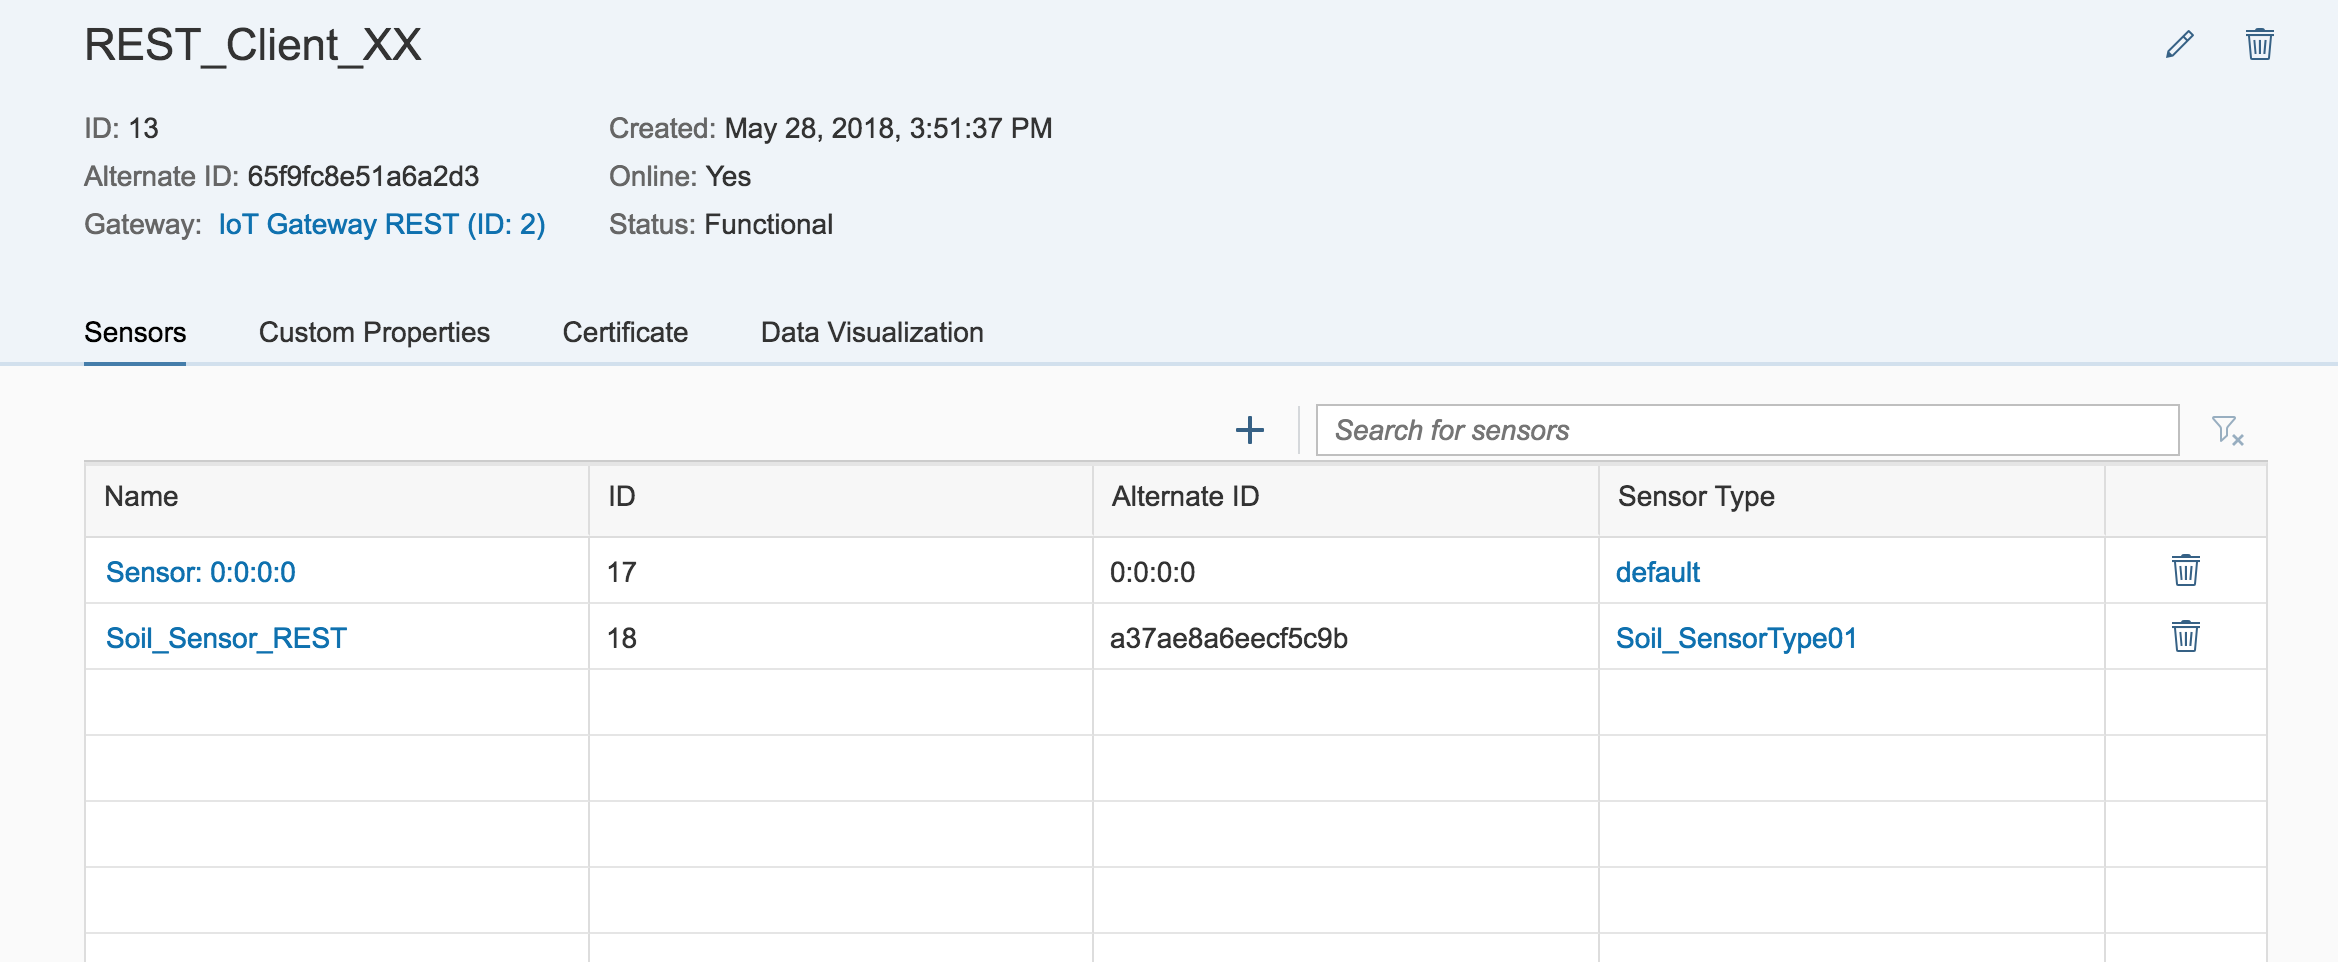 REST_Client_XX
ID: 13
Created: May 28, 2018, 3:51:37 PM
Alternate ID: 65f9fc8e51a6a2d3
Online: Yes
Gateway: IoT Gateway REST (ID: 2)
Status: Functional
Sensors Custom Properties Certificate Data Visualization
Search for sensors
Name ID Alternate ID Sensor Type
Sensor: 0:0:0:0 17 0:0:0:0 default
Soil_Sensor_REST 18 a37ae8a6eecf5c9b Soil_SensorType01